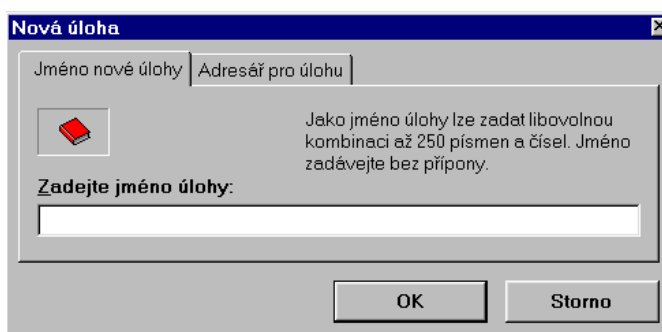 Nová úloha
Jméno nové úlohy
Adresář pro úlohu
Jako jméno úlohy lze zadat libovolnou
kombinaci až 250 písmen a čísel. Jméno
zadávejte bez přípony.
Zadejte jméno úlohy:
OK
Storno